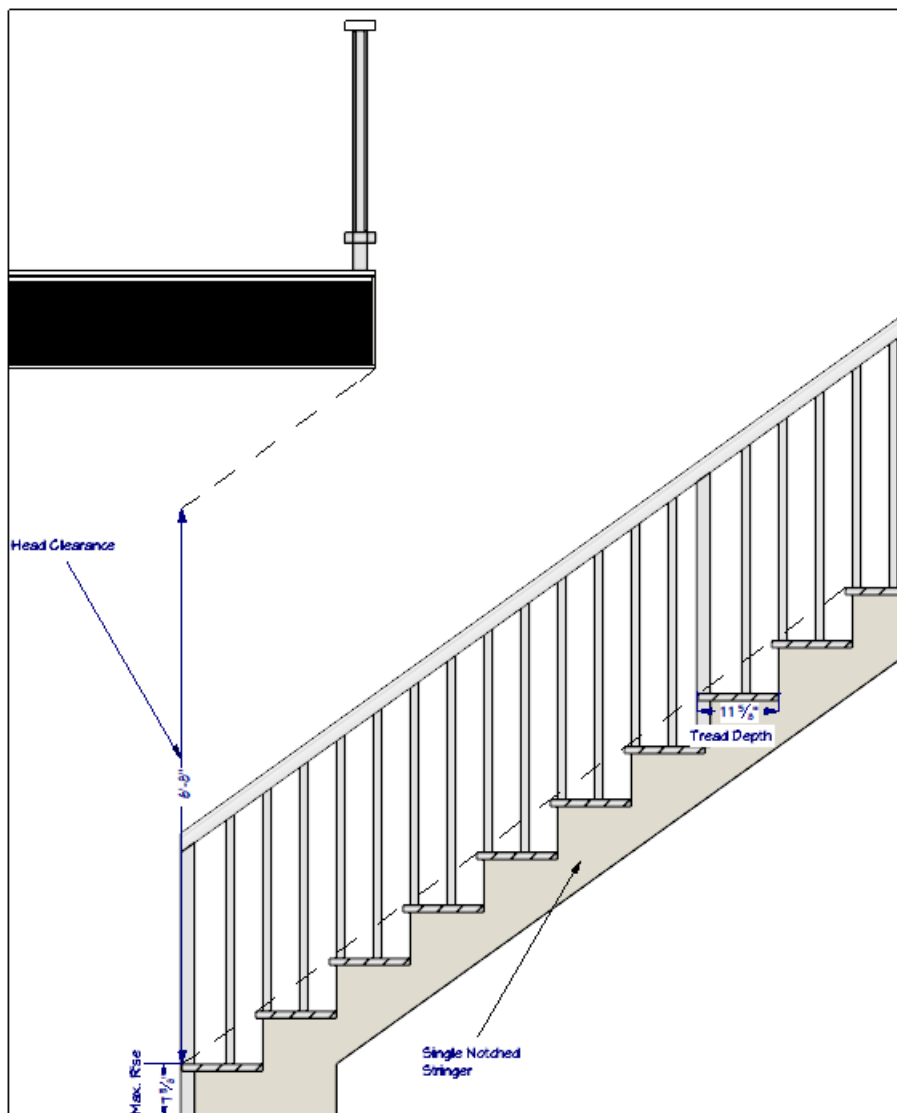 Head Clearance
6'-8"
11 5/8"
Tread Depth
Single Notched
Stringer
Max. Rise